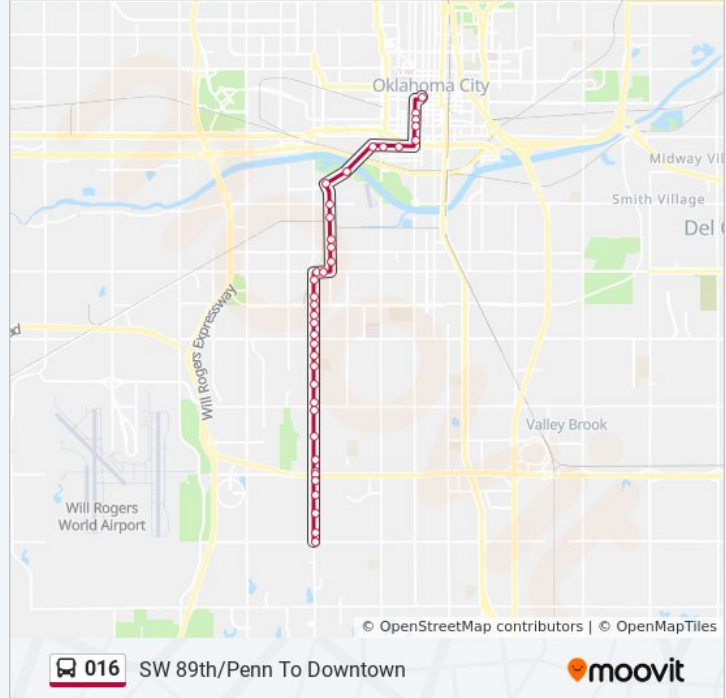 Oklahoma City
Midway Vil
Smith Village
Del C
ad
Will Rogers Expressway
Valley Brook
Will Rogers
World Airport
© OpenStreetMap contributors | © OpenMapTiles
016 SW 89th/Penn To Downtown
moovit